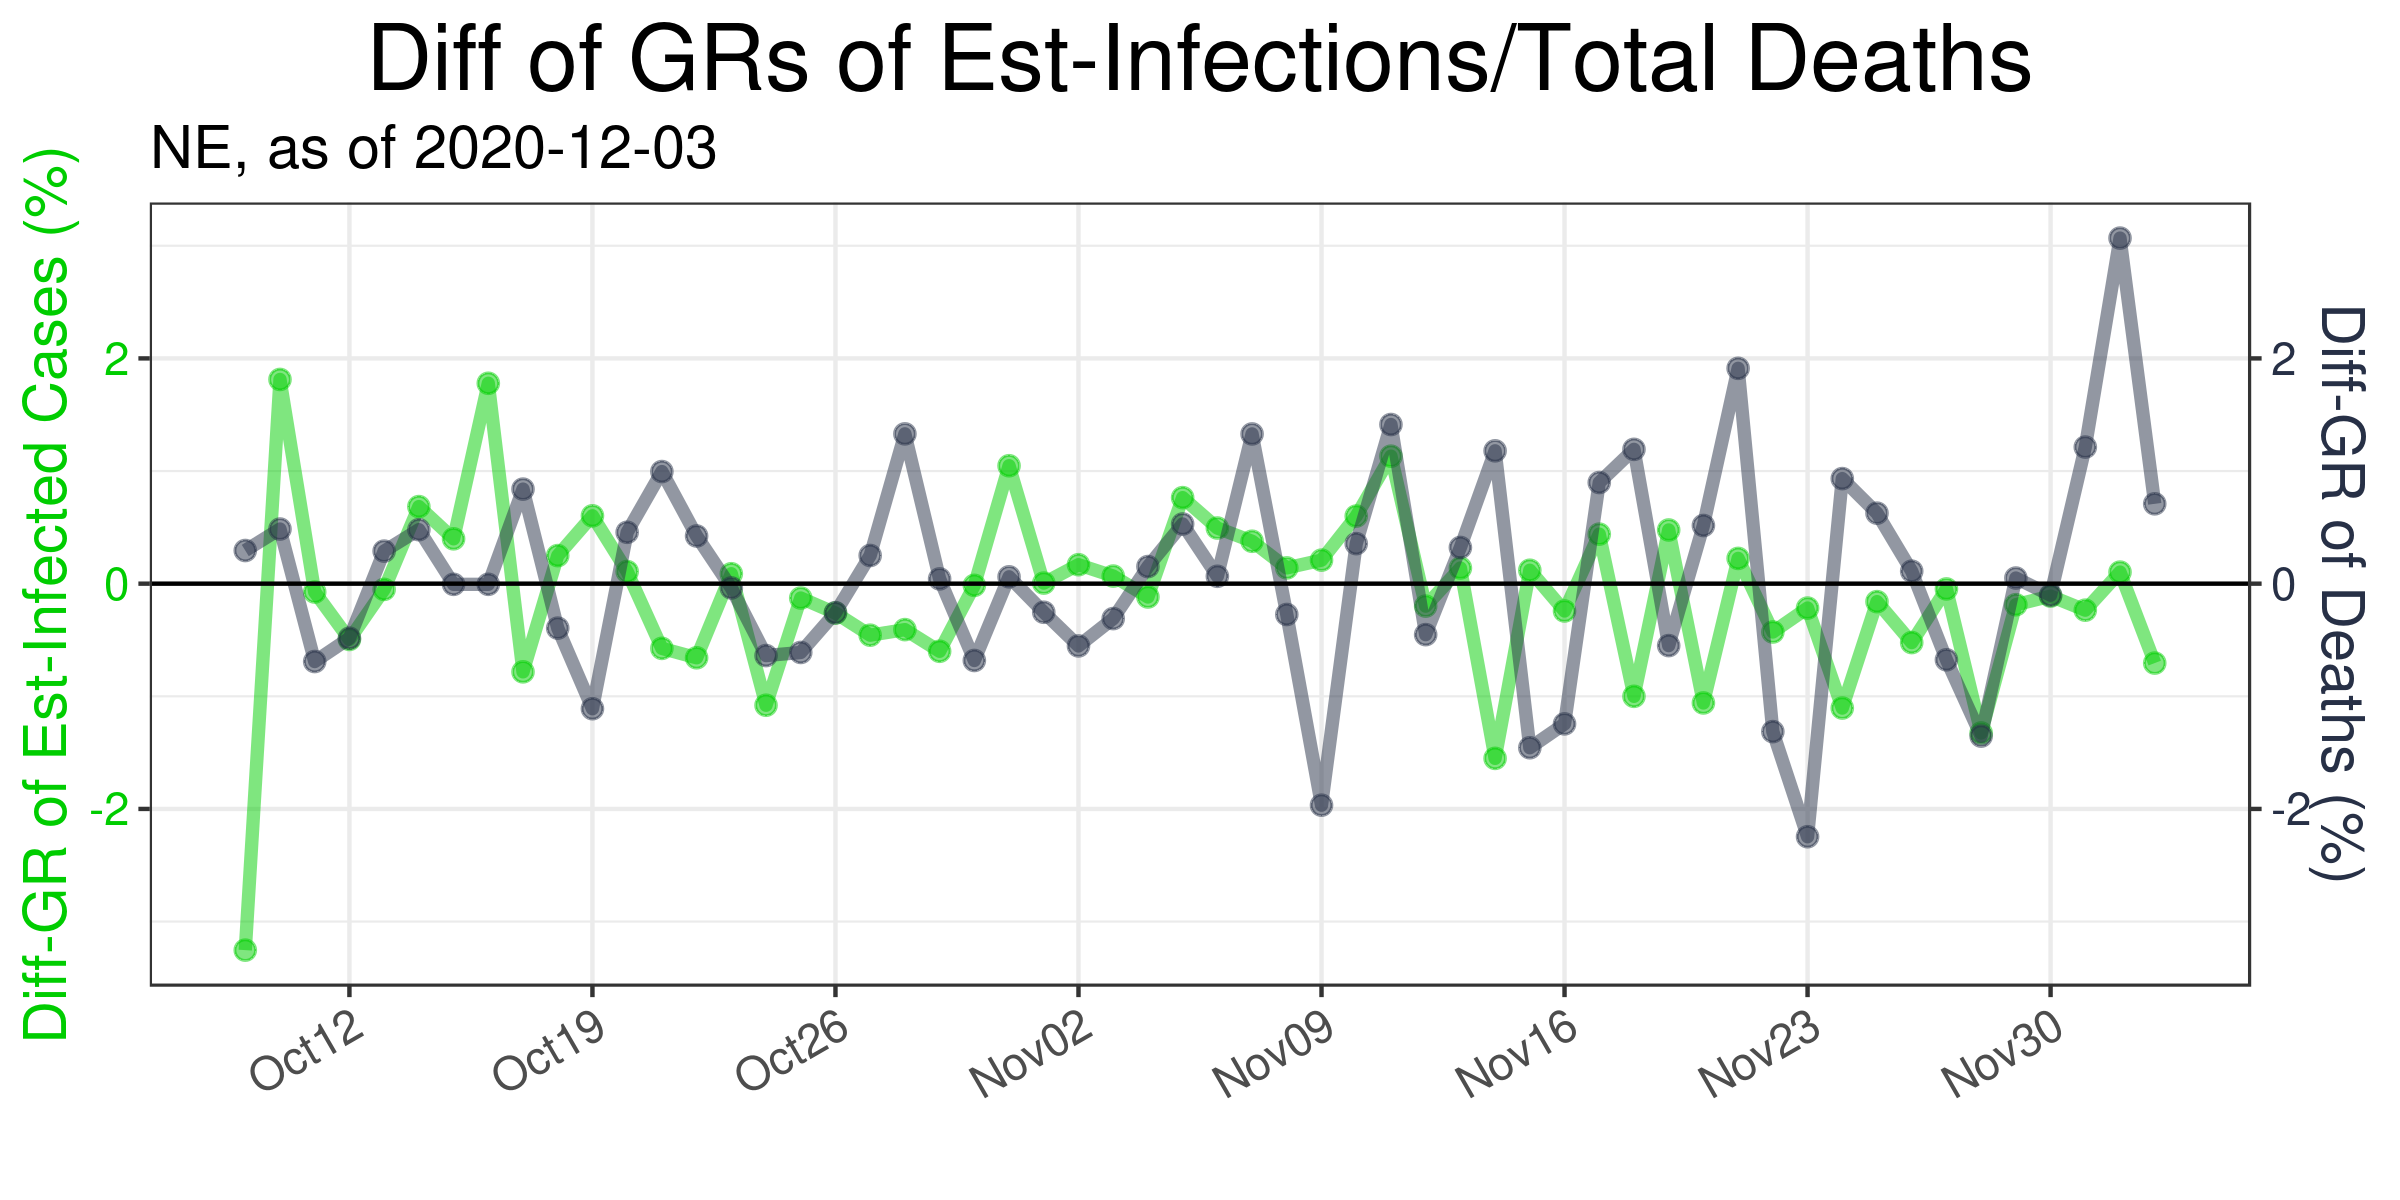 Diff of GRs of Est-Infections/Total Deaths
NE, as of 2020-12-03
Diff-GR of Est-Infected Cases (%)
2
0
-2
2
0
-2
Diff-GR of Deaths (%)
Oct12
Oct19
Oct26
Nov02
Nov09
Nov16
Nov23
Nov30